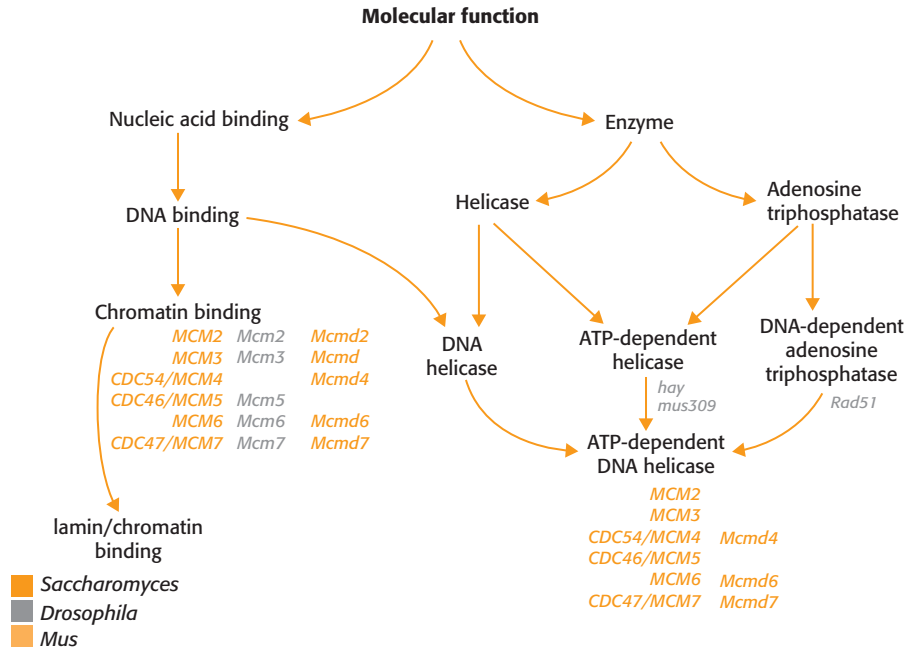 Molecular function
Nucleic acid binding
Enzyme
DNA binding
Helicase
Adenosine
triphosphatase
Chromatin binding
MCM2 Mcm2 Mcmd2
MCM3 Mcm3 Mcmd
CDC54/MCM4 Mcmd4
CDC46/MCM5 Mcm5
MCM6 Mcm6 Mcmd6
CDC47/MCM7 Mcm7 Mcmd7
DNA
helicase
ATP-dependent
helicase
hay
mus309
DNA-dependent
adenosine
triphosphatase
Rad51
ATP-dependent
DNA helicase
MCM2
MCM3
CDC54/MCM4 Mcmd4
CDC46/MCM5
MCM6 Mcmd6
CDC47/MCM7 Mcmd7
lamin/chromatin
binding
Saccharomyces
Drosophila
Mus